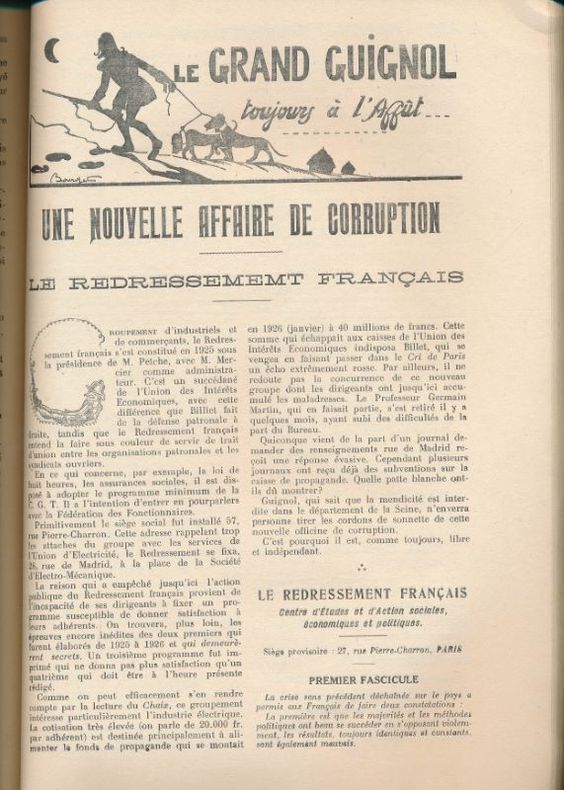 LE GRAND GUIGNOL
toujours à l'Affût...
UNE NOUVELLE AFFAIRE DE CORRUPTION
LE REDRESSEMEMT FRANÇAIS
GROUPEMENT d'industriels et
de commerçants, le Redres-
sement français s'est constitué en 1925 sous
la présidence de M. Petche, avec M. Mer-
cier comme administra-
teur. C'est un succédané
de l'Union des Intérêts
Economiques, avec cette
différence que Billiet fait
de la défense patronale à
droite, tandis que le Redressement français
entend la faire sous couleur de servir de trait
d'union entre les organisations patronales et les
syndicats ouvriers.
En ce qui concerne, par exemple, la loi de
huit heures, les assurances sociales, il est dis-
posé à adopter le programme minimum de la
C. G. T. Il a l'intention d'entrer en pourparlers
avec la Fédération des Fonctionnaires.
Primitivement le siège social fut installé 57,
rue Pierre-Charron. Cette adresse rappelant trop
les attaches du groupe avec les services de
l'Union d'Electricité, le Redressement se fixa,
28, rue de Madrid, à la place de la Société
d'Electro-Mécanique.
La raison qui a empêché jusqu'ici l'action
publique du Redressement français provient de
l'incapacité de ses dirigeants à fixer un pro-
gramme susceptible de donner satisfaction à
leurs adhérents. On trouvera, plus loin, les
épreuves encore inédites des deux premiers qui
furent élaborés de 1925 à 1926 et qui demeurè-
rent secrets. Un troisième programme fut im-
primé qui ne donna pas plus satisfaction qu'un
quatrième qui doit être à l'heure présente
rédigé.
Comme on peut efficencement s'en rendre
compte par la lecture du Chaix, ce groupement
intéresse particulièrement l'industrie électrique.
La cotisation très élevée (on parle de 20.000 fr.
par adhérent) est destinée principalement à ali-
menter le fonds de propagande qui se montait
en 1926 (janvier) à 40 millions de francs. Cette
somme qui échappait aux caisses de l'Union des
Intérêts Economiques indisposa Billet, qui se
vengea en faisant passer dans le Cri de Paris
un écho extrêmement rosse. Par ailleurs, il ne
redoute pas la concurrence de ce nouveau
groupe dont les dirigeants ont jusqu'ici accu-
mulé les maladresses. Le Professeur Germain
Martin, qui en faisait partie, s'est retiré il y a
quelques mois, ayant subi des difficultés de la
part du Bureau.
Quiconque vient de la part d'un journal de-
mander des renseignements rue de Madrid re-
çoit une réponse évasive. Cependant plusieurs
journaux ont reçu déjà des subventions sur la
caisse de propagande. Quelle patte blanche ont-
ils dû montrer?
Guignol, qui sait que la mendicité est inter-
dite dans le département de la Seine, n'enverra
personne tirer les cordons de sonnette de cette
nouvelle officine de corruption.
C'est pourquoi il est, comme toujours, libre
et indépendant.
LE REDRESSEMENT FRANÇAIS
Centre d'Études et d'Action sociales,
économiques et politiques.
Siège provisoire : 27, rue Pierre-Charron, PARIS
PREMIER FASCICULE
La crise sans précédent déchaînée sur le pays a
permis aux Français de faire deux constatations :
La première est que les majorités et les méthodes
politiques ont beau se succéder en s'opposant violem-
ment, les résultats, toujours identiques et constants,
sont également mauvais.